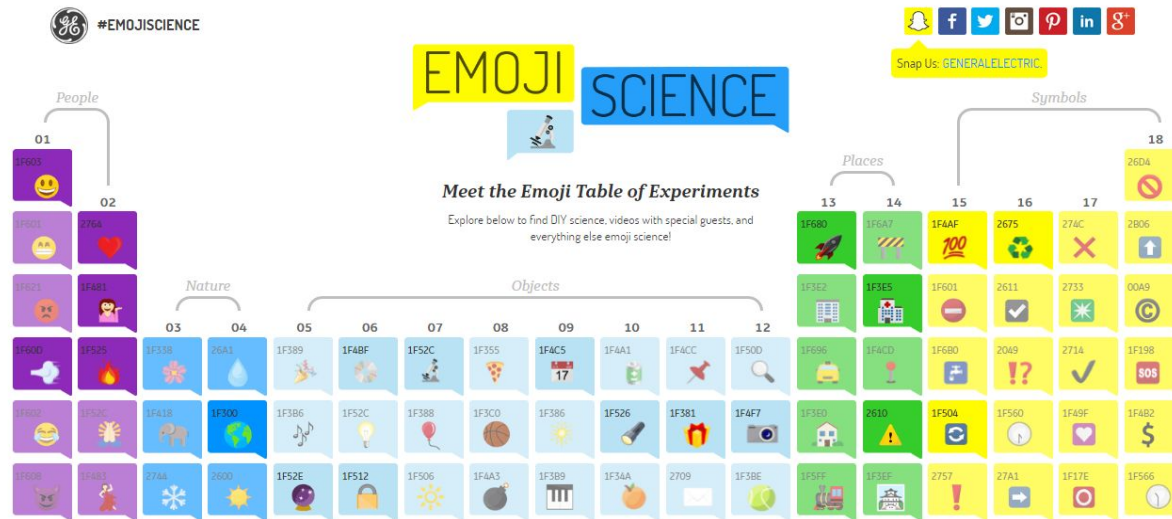 #EMOJISCIENCE
EMOJI SCIENCE
Snap Us: GENERALELECTRIC.
People
Symbols
01
18
1F603 26D4
Places
Meet the Emoji Table of Experiments
Explore below to find DIY science, videos with special guests, and
everything else emoji science!
02 13 14 15 16 17
1F601 2764 1F680 1F6A7 1F4AF 2675 274C 2B06
100
1F621 1F481 1F3E2 1F3E5 1F601 2611 2733 00A9
Nature
Objects
03 04 05 06 07 08 09 10 11 12
1F60D 1F525 1F338 26A1 1F389 1F4BF 1F52C 1F355 1F4C5 1F4A1 1F4CC 1F50D 1F696 1F4CD 1F6B0 2049 2714 1F198
17 SOS
1F602 1F52C 1F418 1F300 1F3B6 1F52C 1F388 1F3C0 1F386 1F526 1F381 1F4F7 1F3E0 2610 1F504 1F560 1F49F 1F4B2
1F608 1F483 2744 2600 1F52E 1F512 1F506 1F4A3 1F3B9 1F34A 2709 1F3BE 1F5FF 1F3EF 2757 27A1 1F17E 1F566